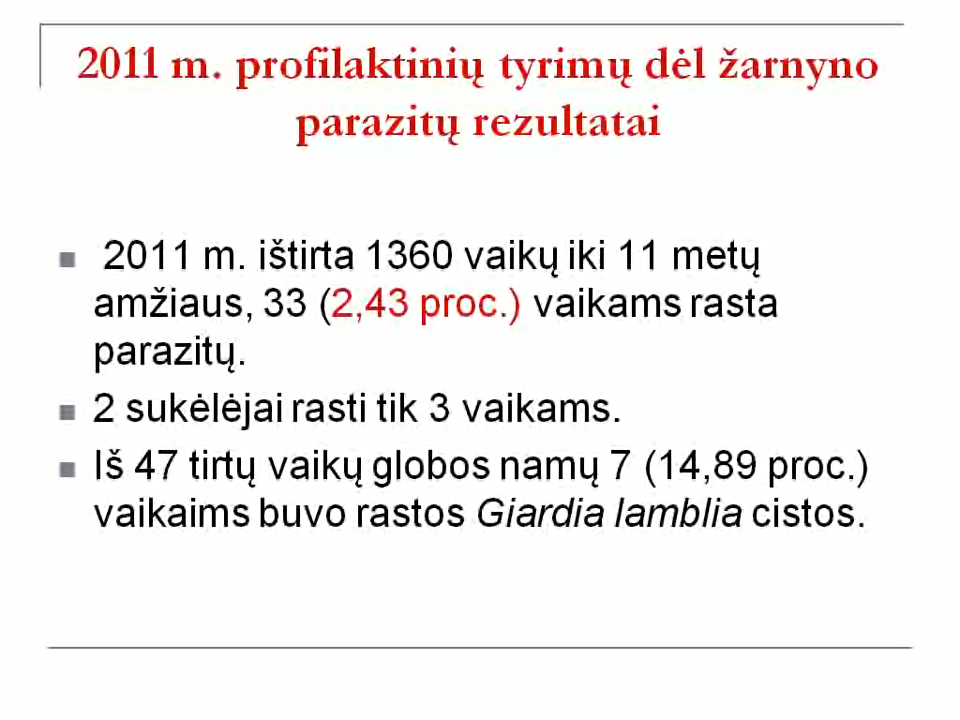 2011 m. profilaktinių tyrimų dėl žarnyno
parazitų rezultatai
2011 m. ištirta 1360 vaikų iki 11 metų
amžiaus, 33 (2,43 proc.) vaikams rasta
parazitų.
2 sukėlėjai rasti tik 3 vaikams.
Iš 47 tirtų vaikų globos namų 7 (14,89 proc.)
vaikaims buvo rastos Giardia lamblia cistos.